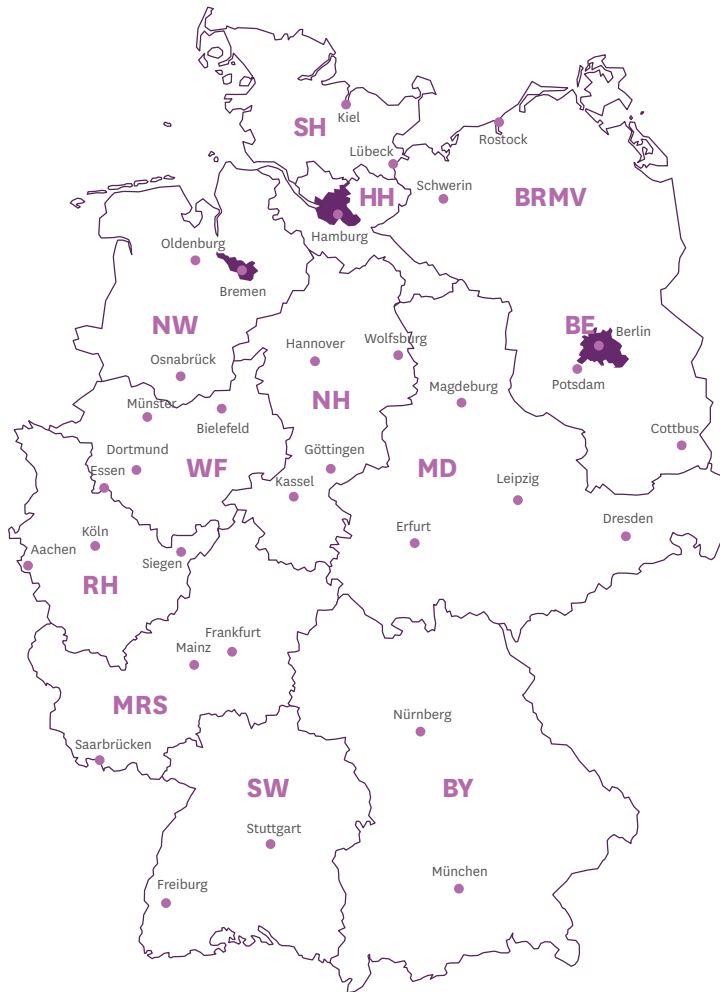 Kiel
SH
Rostock
Lübeck
Schwerin
HH
BRMV
Hamburg
Oldenburg
Bremen
NW
BE
Berlin
Hannover
Wolfsburg
Osnabrück
Potsdam
Magdeburg
NH
Münster
Bielefeld
Cottbus
Dortmund
Göttingen
Essen
WF
MD
Kassel
Leipzig
Dresden
Köln
Erfurt
Aachen
Siegen
RH
Frankfurt
Mainz
MRS
Nürnberg
Saarbrücken
SW
BY
Stuttgart
München
Freiburg